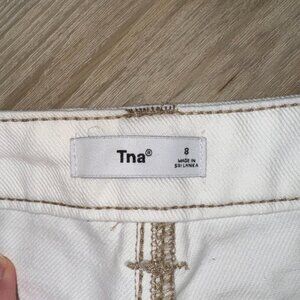 Tna®
8
MADE IN
SRI LANKA